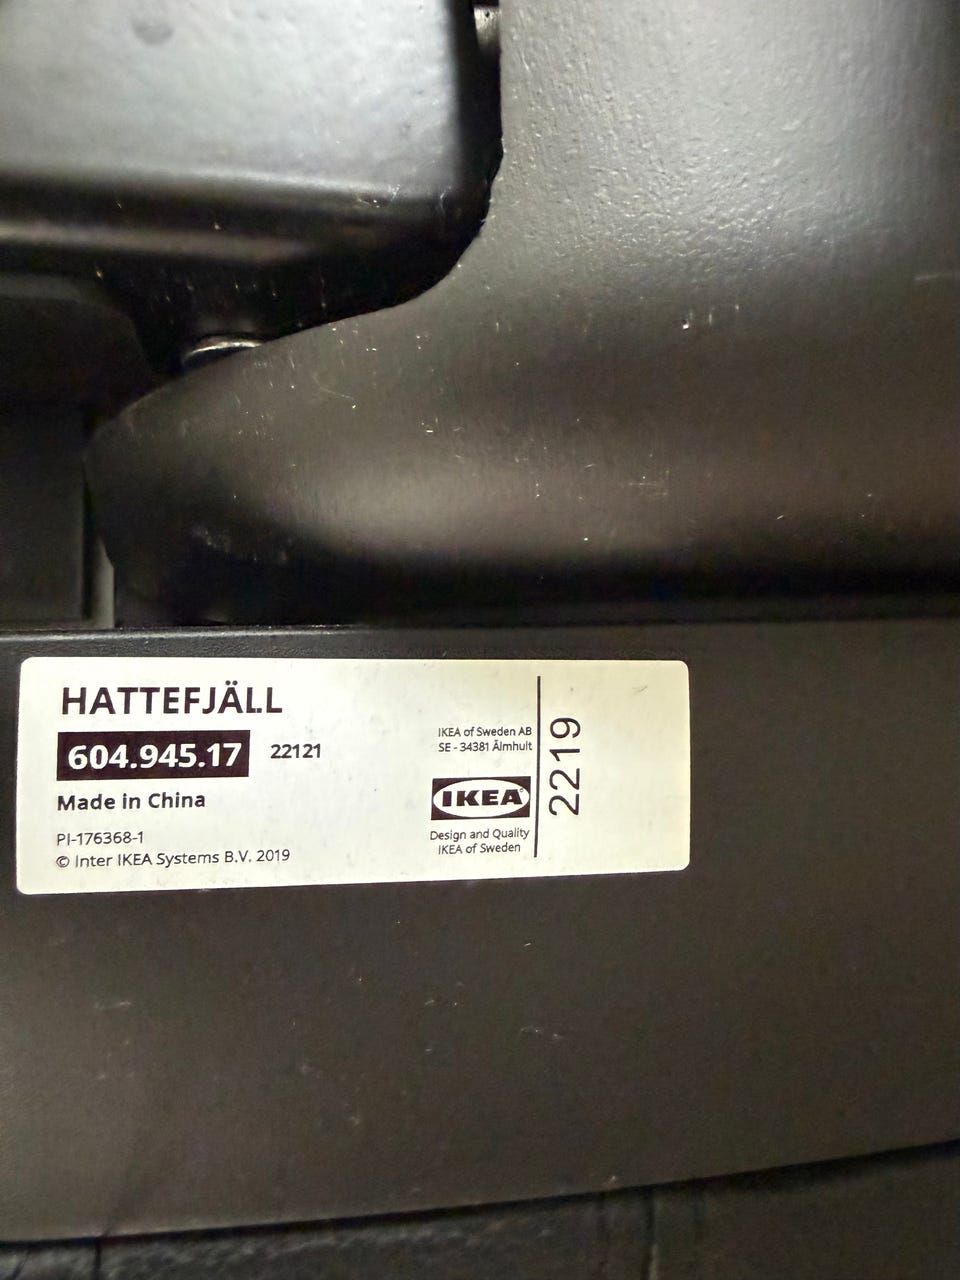 HATTEFJÄLL
604.945.17 22121
Made in China
PI-176368-1
© Inter IKEA Systems B.V. 2019
IKEA of Sweden AB
SE - 34381 Älmhult
IKEA
Design and Quality
IKEA of Sweden
2219